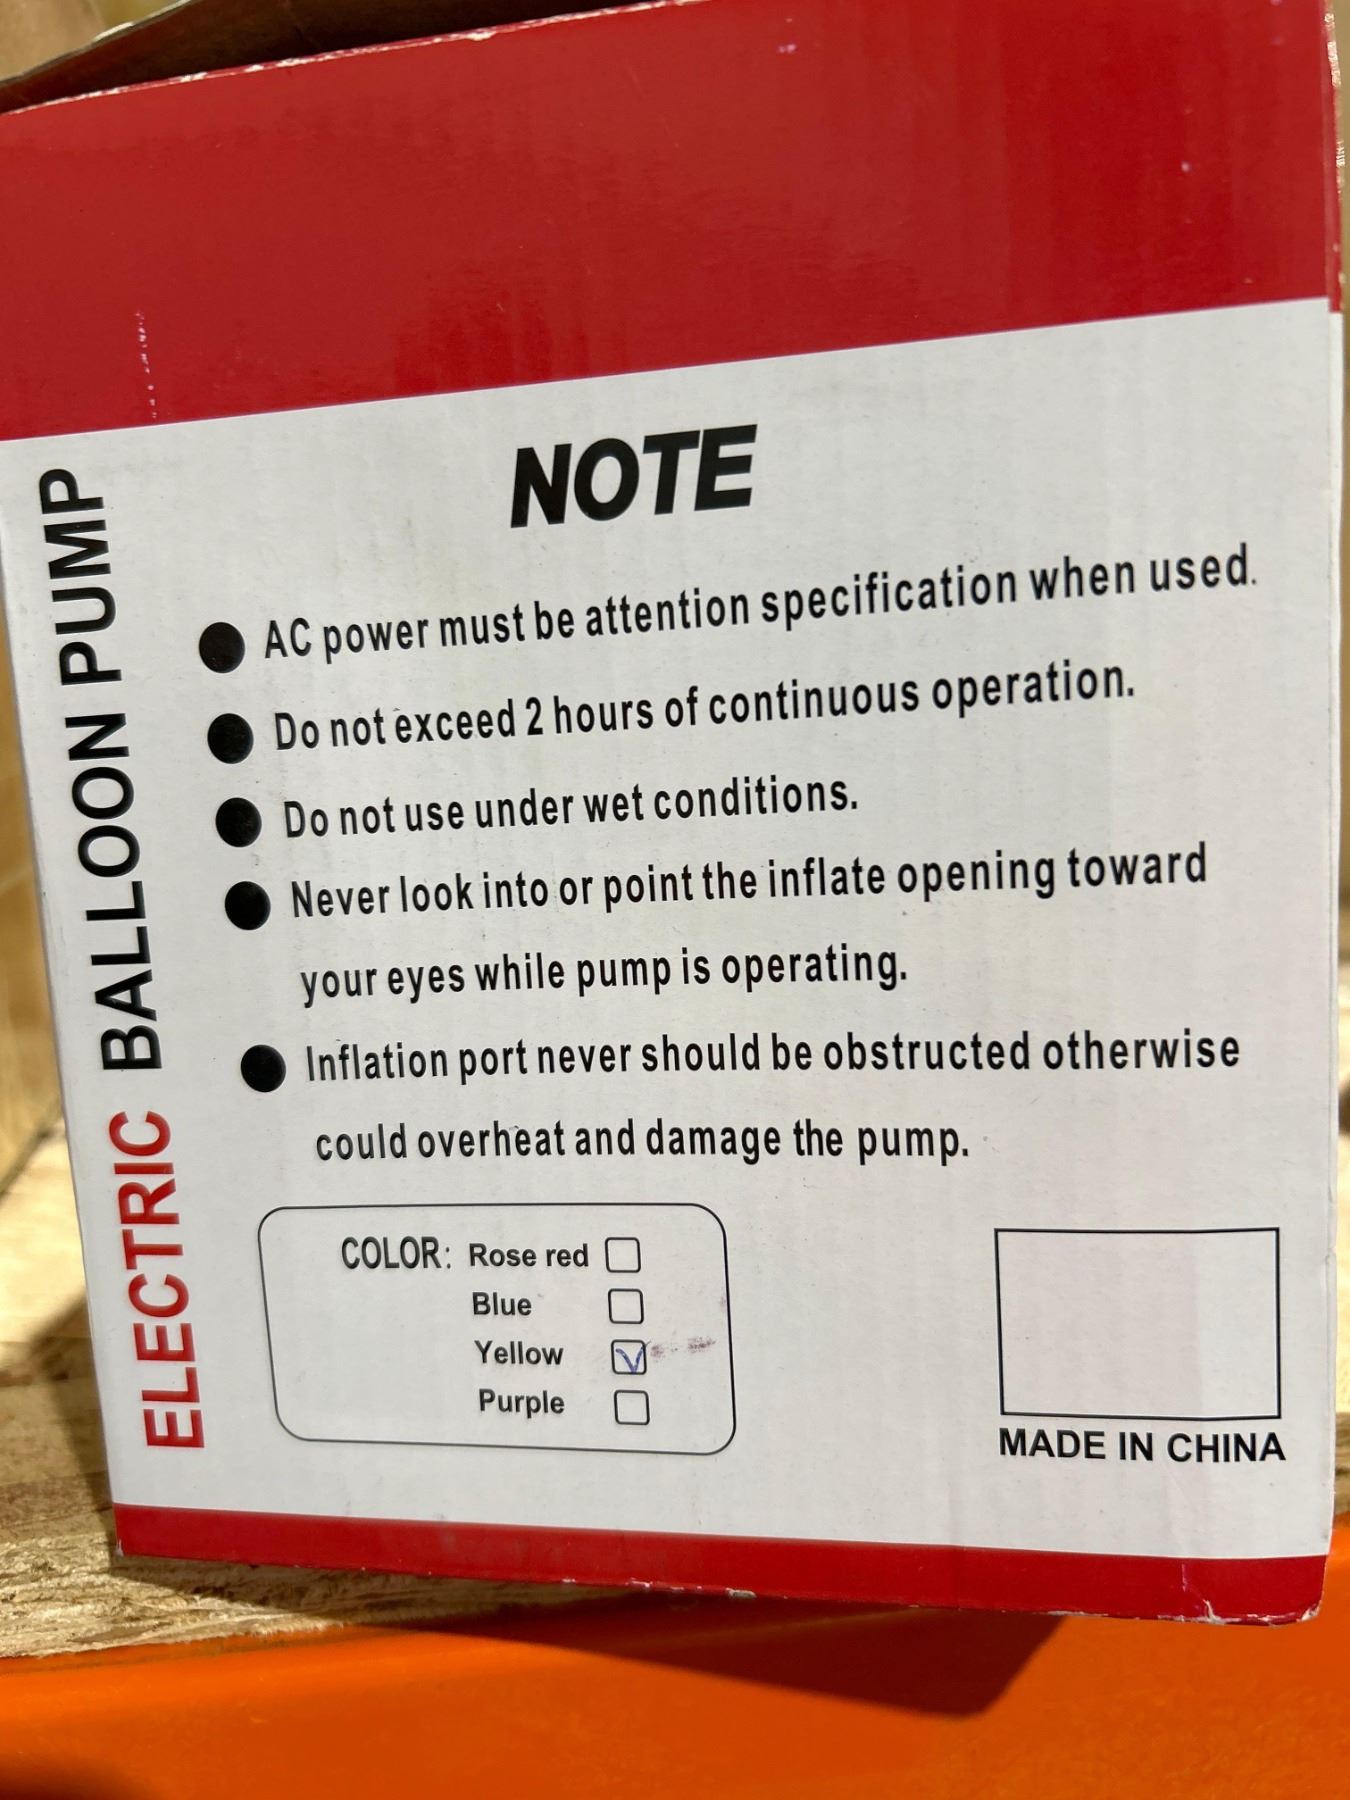 NOTE
ELECTRIC BALLOON PUMP
● AC power must be attention specification when used.
● Do not exceed 2 hours of continuous operation.
● Do not use under wet conditions.
● Never look into or point the inflate opening toward
your eyes while pump is operating.
● Inflation port never should be obstructed otherwise
could overheat and damage the pump.
COLOR: Rose red ☐
Blue ☐
Yellow ☑
Purple ☐
MADE IN CHINA